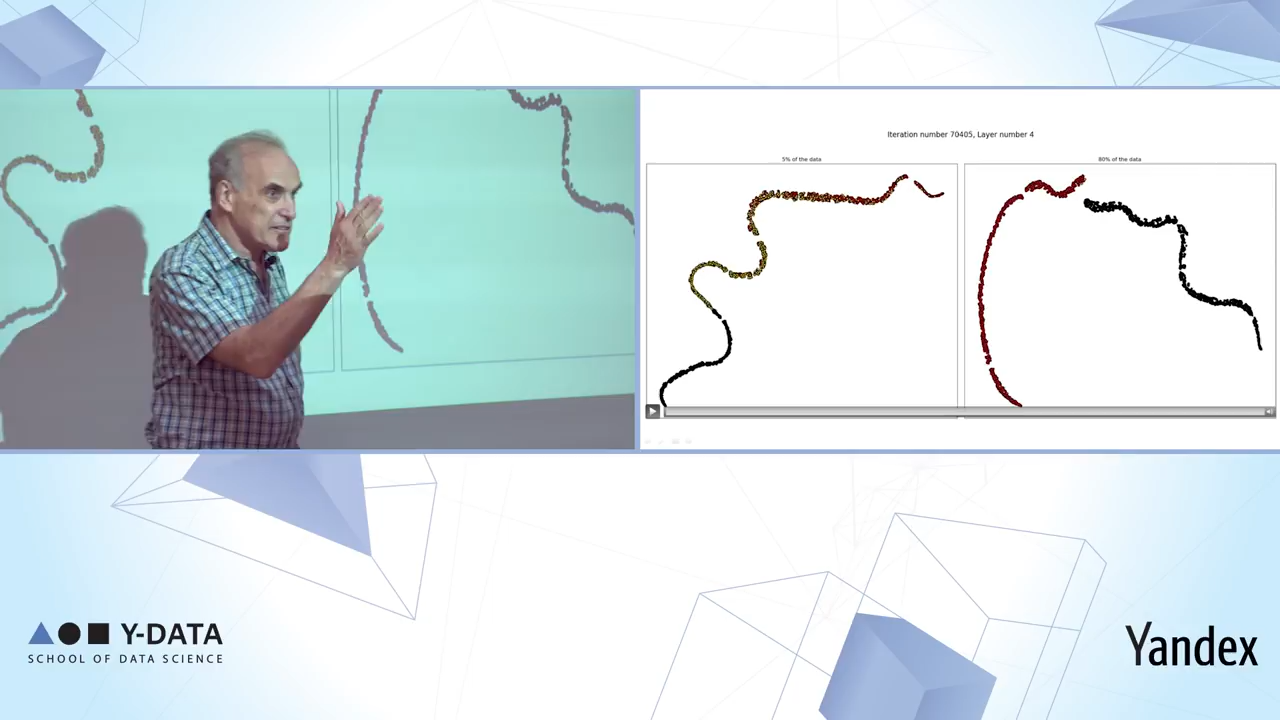 Iteration number 70405, Layer number 4
5% of the data
80% of the data
Y-DATA
SCHOOL OF DATA SCIENCE
Yandex